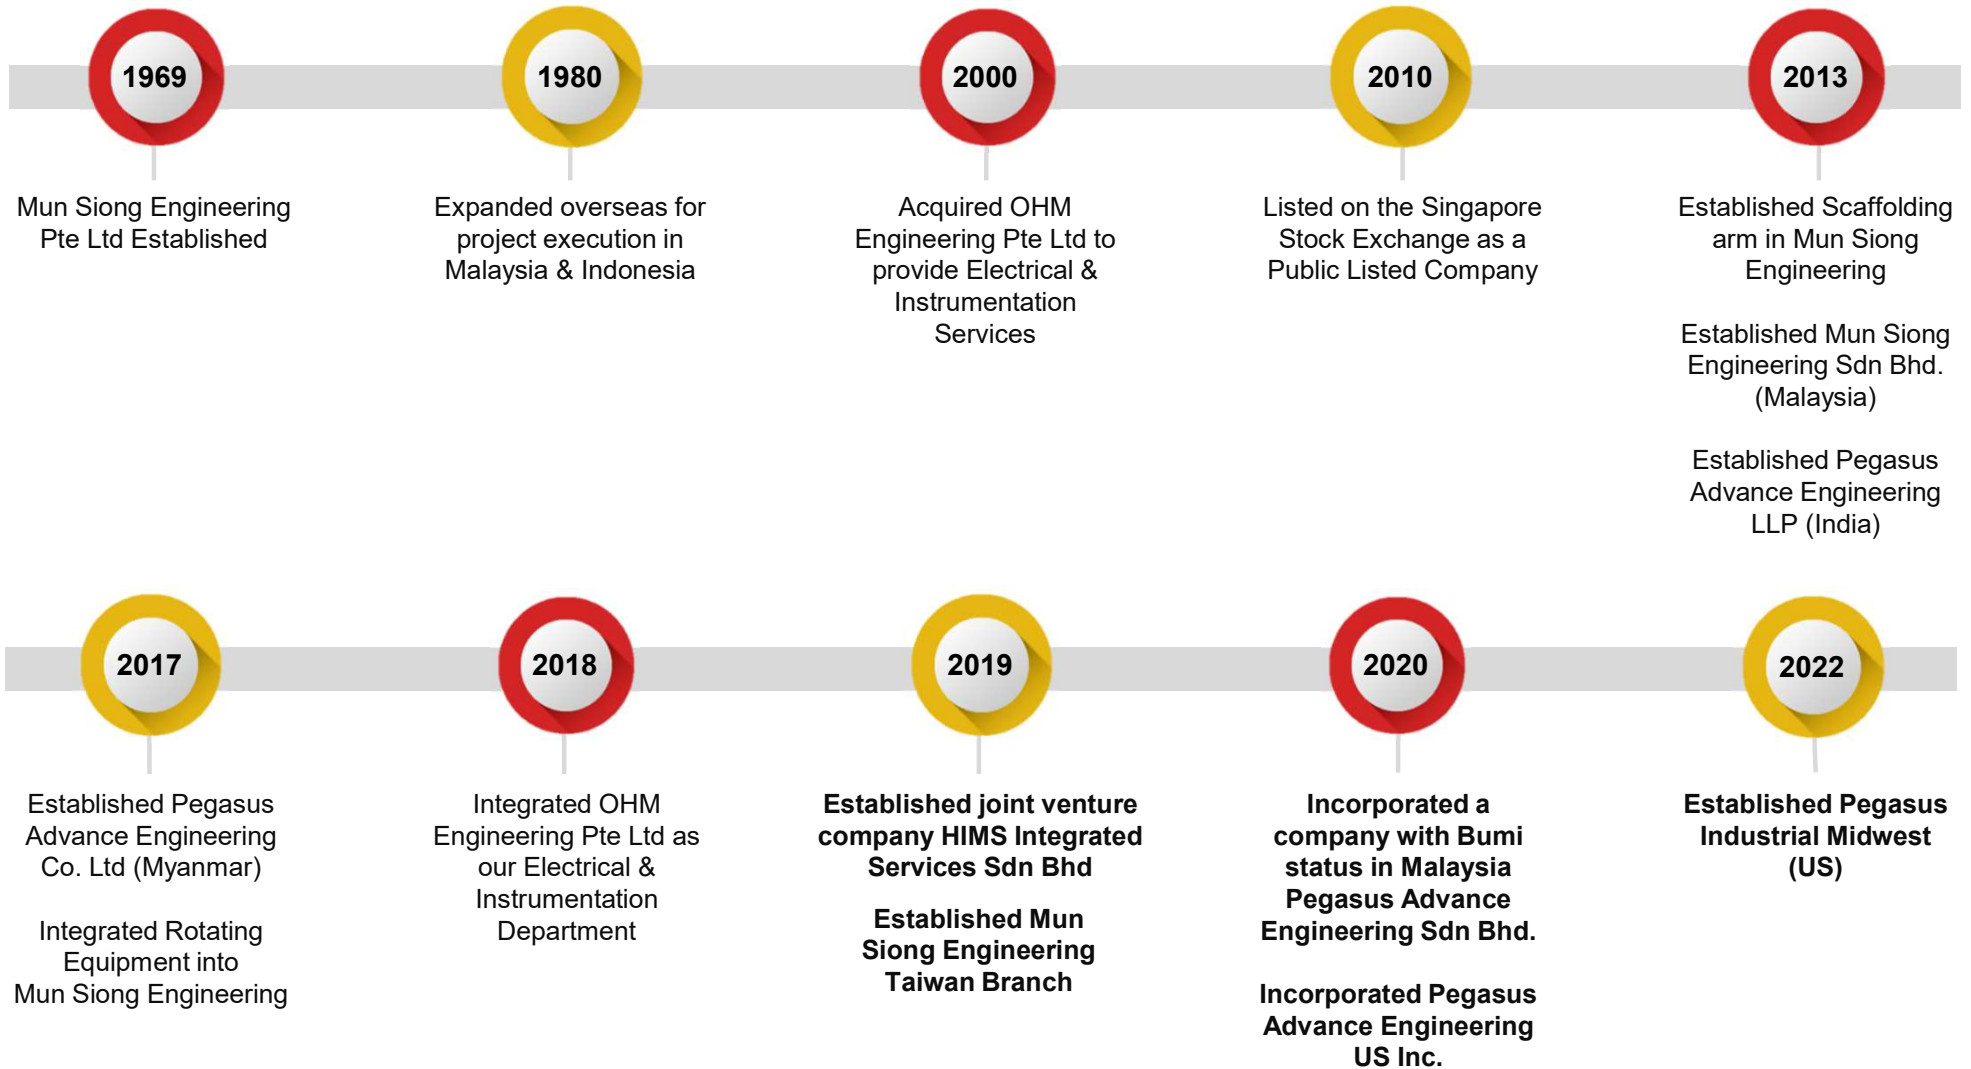 1969
Mun Siong Engineering
Pte Ltd Established
1980
Expanded overseas for
project execution in
Malaysia & Indonesia
2000
Acquired OHM
Engineering Pte Ltd to
provide Electrical &
Instrumentation
Services
2010
Listed on the Singapore
Stock Exchange as a
Public Listed Company
2013
Established Scaffolding
arm in Mun Siong
Engineering
Established Mun Siong
Engineering Sdn Bhd.
(Malaysia)
Established Pegasus
Advance Engineering
LLP (India)
2017
Established Pegasus
Advance Engineering
Co. Ltd (Myanmar)
Integrated Rotating
Equipment into
Mun Siong Engineering
2018
Integrated OHM
Engineering Pte Ltd as
our Electrical &
Instrumentation
Department
2019
Established joint venture
company HIMS Integrated
Services Sdn Bhd
Established Mun
Siong Engineering
Taiwan Branch
2020
Incorporated a
company with Bumi
status in Malaysia
Pegasus Advance
Engineering Sdn Bhd.
Incorporated Pegasus
Advance Engineering
US Inc.
2022
Established Pegasus
Industrial Midwest
(US)